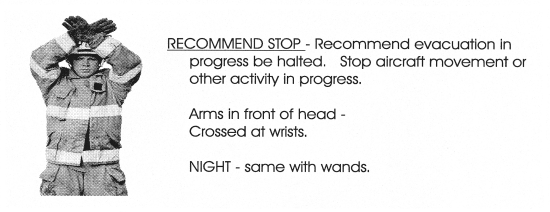 RECOMMEND STOP - Recommend evacuation in
progress be halted. Stop aircraft movement or
other activity in progress.
Arms in front of head -
Crossed at wrists.
NIGHT - same with wands.